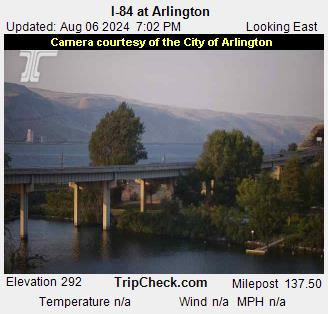 I-84 at Arlington
Updated: Aug 06 2024 7:02 PM Looking East
Camera courtesy of the City of Arlington
Elevation 292 TripCheck.com Milepost 137.50
Temperature n/a Wind n/a MPH n/a